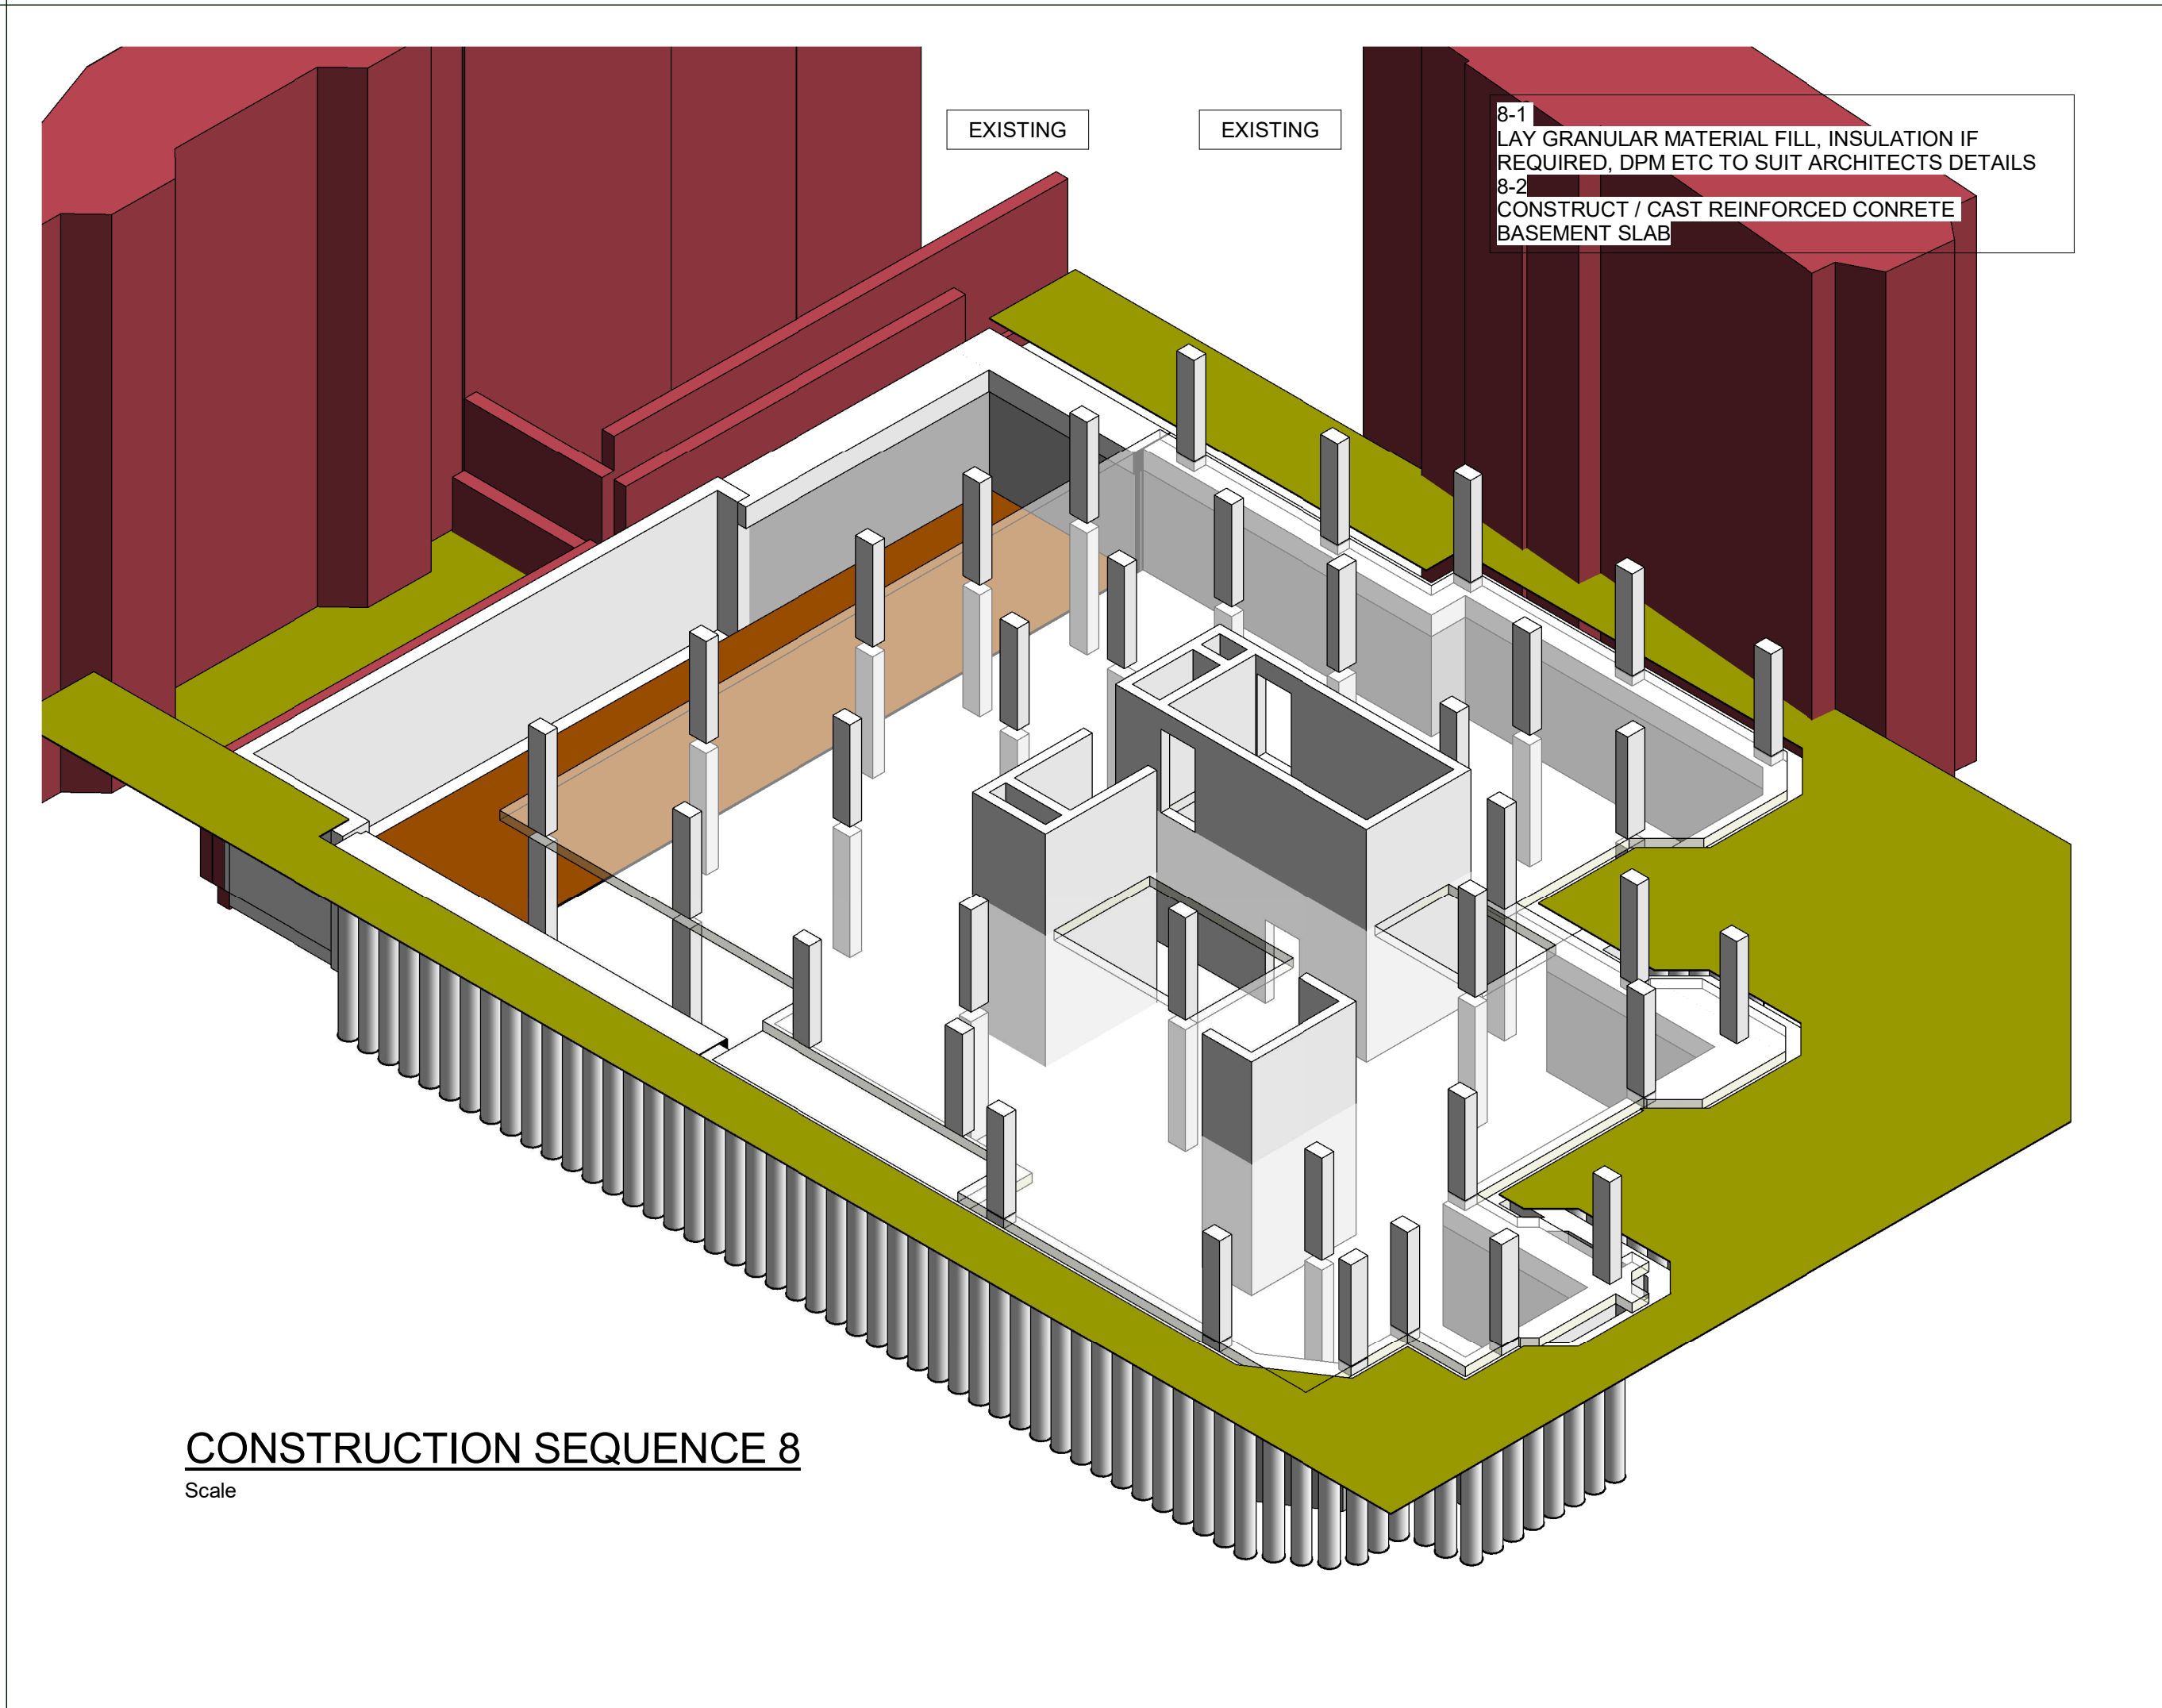 EXISTING
EXISTING
8-1
LAY GRANULAR MATERIAL FILL, INSULATION IF
REQUIRED, DPM ETC TO SUIT ARCHITECTS DETAILS
8-2
CONSTRUCT / CAST REINFORCED CONRETE
BASEMENT SLAB
CONSTRUCTION SEQUENCE 8
Scale